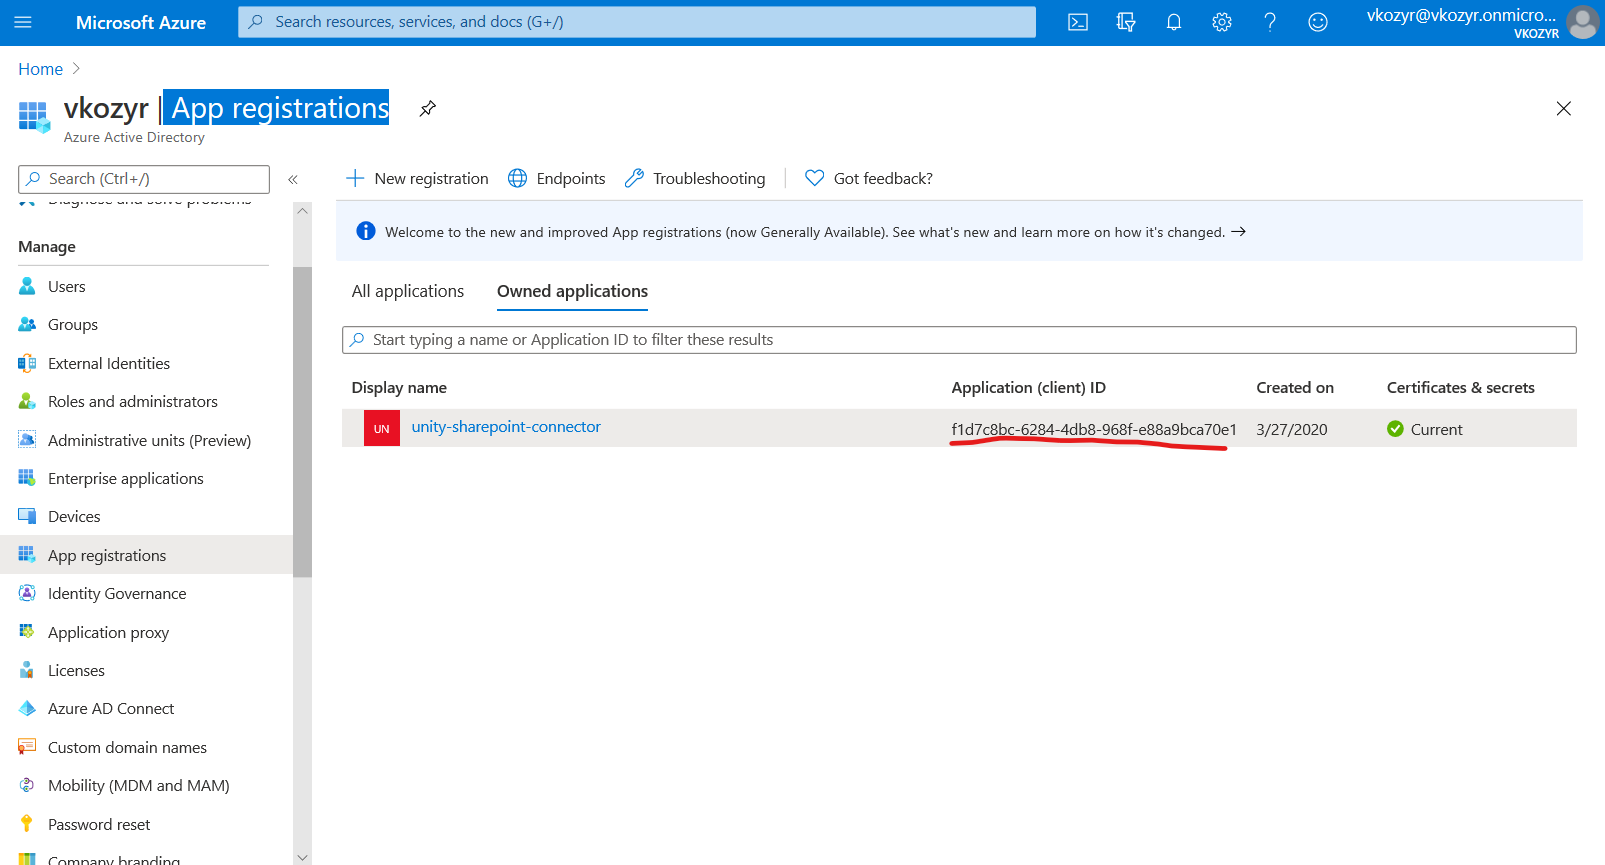 Microsoft Azure
Search resources, services, and docs (G+/)
vkozyr@vkozyr.onmicro...
VKOZYR
Home
vkozyr | App registrations
Azure Active Directory
Search (Ctrl+/)
Diagnose and solve problems
Manage
Users
Groups
External Identities
Roles and administrators
Administrative units (Preview)
Enterprise applications
Devices
App registrations
Identity Governance
Application proxy
Licenses
Azure AD Connect
Custom domain names
Mobility (MDM and MAM)
Password reset
Company branding
New registration
Endpoints
Troubleshooting
Got feedback?
Welcome to the new and improved App registrations (now Generally Available). See what's new and learn more on how it's changed. →
All applications
Owned applications
Start typing a name or Application ID to filter these results
Display name
Application (client) ID
Created on
Certificates & secrets
UN
unity-sharepoint-connector
f1d7c8bc-6284-4db8-968f-e88a9bca70e1
3/27/2020
Current